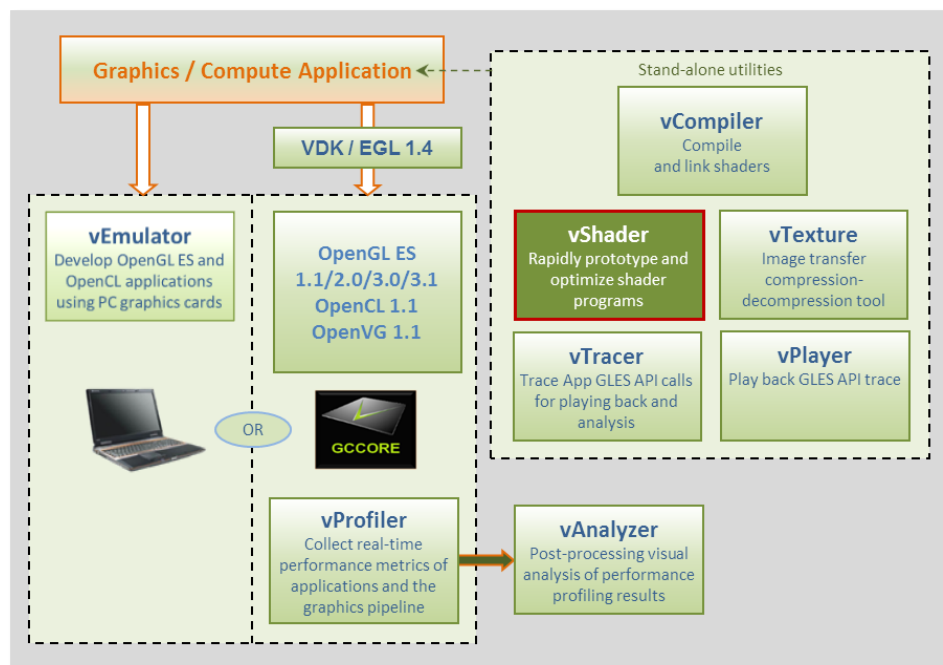 Graphics / Compute Application
Stand-alone utilities
vCompiler
Compile
and link shaders
VDK / EGL 1.4
vEmulator
Develop OpenGL ES and
OpenCL applications
using PC graphics cards
OpenGL ES
1.1/2.0/3.0/3.1
OpenCL 1.1
OpenVG 1.1
vShader
Rapidly prototype and
optimize shader
programs
vTexture
Image transfer
compression-
decompression tool
vTracer
Trace App GLES API calls
for playing back and
analysis
vPlayer
Play back GLES API trace
OR
GCCORE
vProfiler
Collect real-time
performance metrics of
applications and the
graphics pipeline
vAnalyzer
Post-processing visual
analysis of performance
profiling results